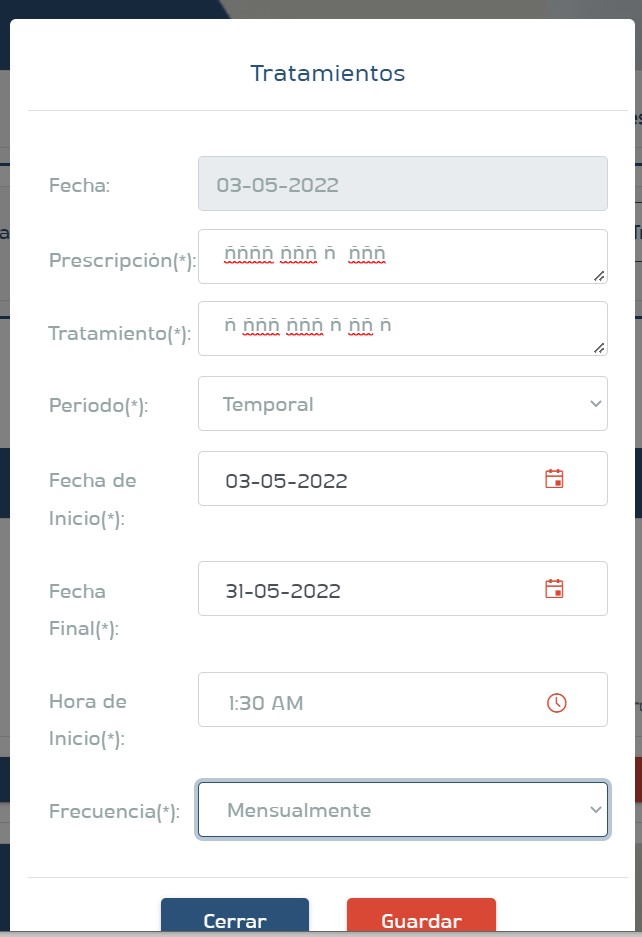 Tratamientos
Fecha: 03-05-2022
Prescripción(*): ññññ ñññ ñ ñññ
Tratamiento(*): ñ ñññ ñññ ñ ññ ñ
Periodo(*): Temporal
Fecha de Inicio(*): 03-05-2022
Fecha Final(*): 31-05-2022
Hora de Inicio(*): 1:30 AM
Frecuencia(*): Mensualmente
Cerrar Guardar